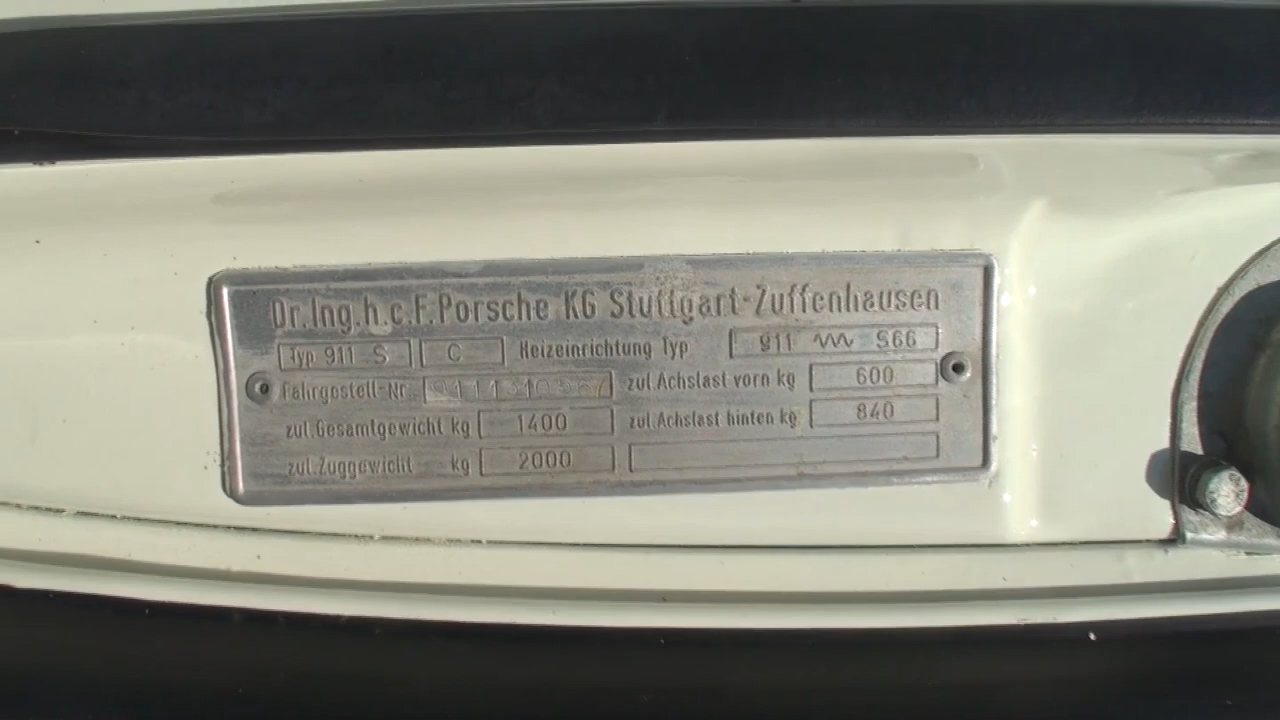 Dr.Ing.h.c.F.Porsche KG Stuttgart-Zuffenhausen
Typ 911 S C Heizeinrichtung Typ 911 S66
Fahrgestell-Nr 9111310567 zul.Achslast vorn kg 600
zul.Gesamtgewicht kg 1400 zul.Achslast hinten kg 840
zul.Zuggewicht kg 2000